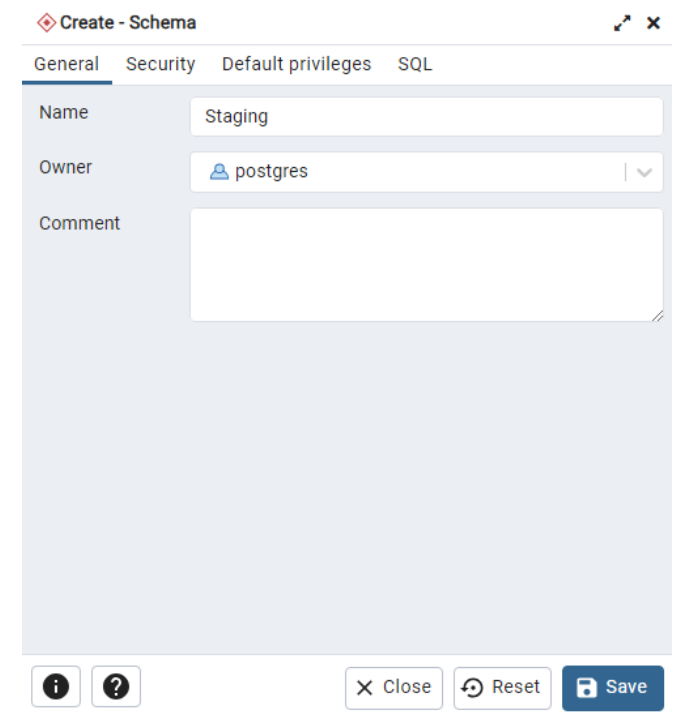 Create - Schema
General Security Default privileges SQL
Name Staging
Owner postgres
Comment
Close Reset Save